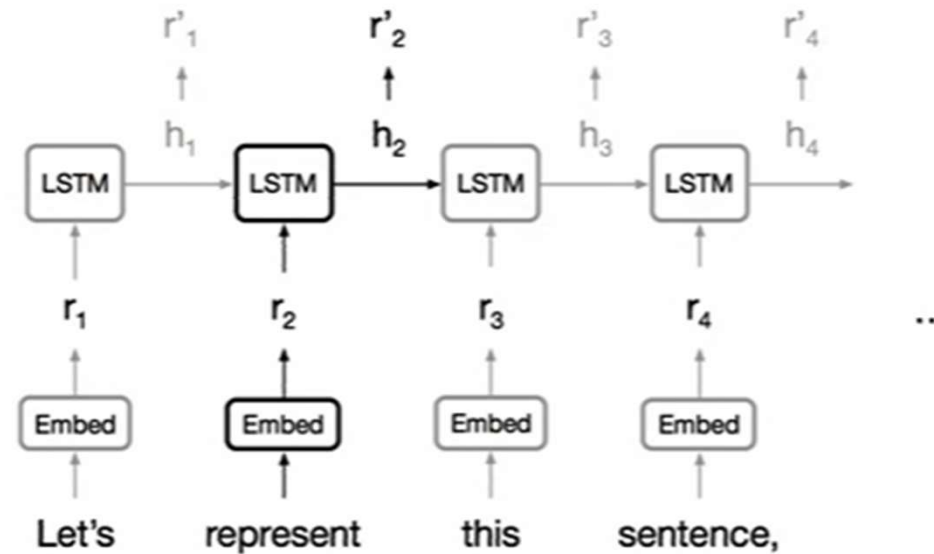 r'₁ r'₂ r'₃ r'₄
h₁ h₂ h₃ h₄
LSTM LSTM LSTM LSTM
r₁ r₂ r₃ r₄ ..
Embed Embed Embed Embed
Let's represent this sentence,